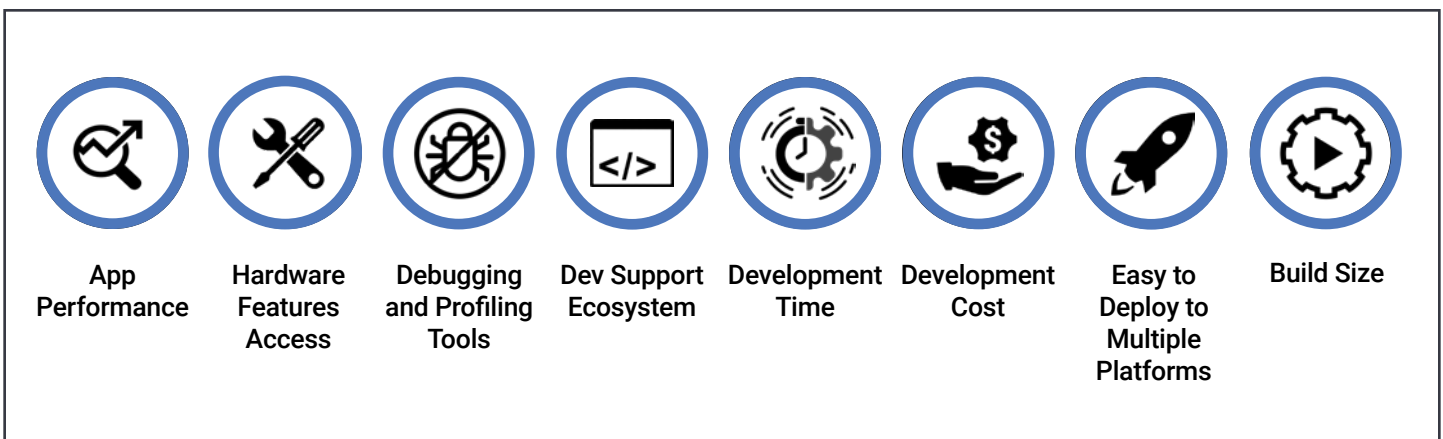 $
</>
App
Performance
Hardware
Features
Access
Debugging
and Profiling
Tools
Dev Support
Ecosystem
Development
Time
Development
Cost
Easy to
Deploy to
Multiple
Platforms
Build Size